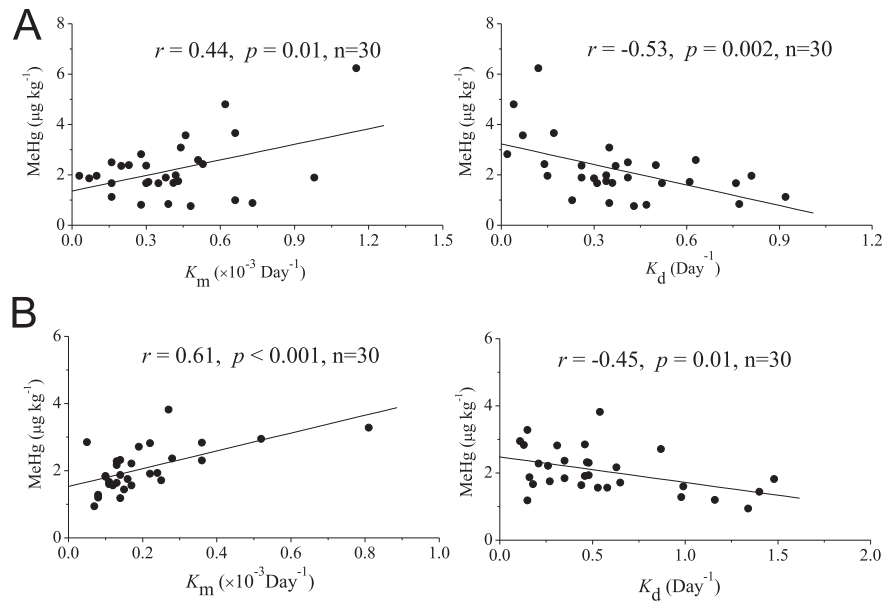 A
r = 0.44, p = 0.01, n=30
MeHg (μg kg⁻¹)
8
6
4
2
0
0.0 0.3 0.6 0.9 1.2 1.5
Kₘ (×10⁻³ Day⁻¹)
r = -0.53, p = 0.002, n=30
MeHg (μg kg⁻¹)
8
6
4
2
0
0.0 0.3 0.6 0.9 1.2
K_d (Day⁻¹)
B
r = 0.61, p < 0.001, n=30
MeHg (μg kg⁻¹)
6
4
2
0
0.0 0.2 0.4 0.6 0.8 1.0
Kₘ (×10⁻³ Day⁻¹)
r = -0.45, p = 0.01, n=30
MeHg (μg kg⁻¹)
6
4
2
0
0.0 0.5 1.0 1.5 2.0
K_d (Day⁻¹)